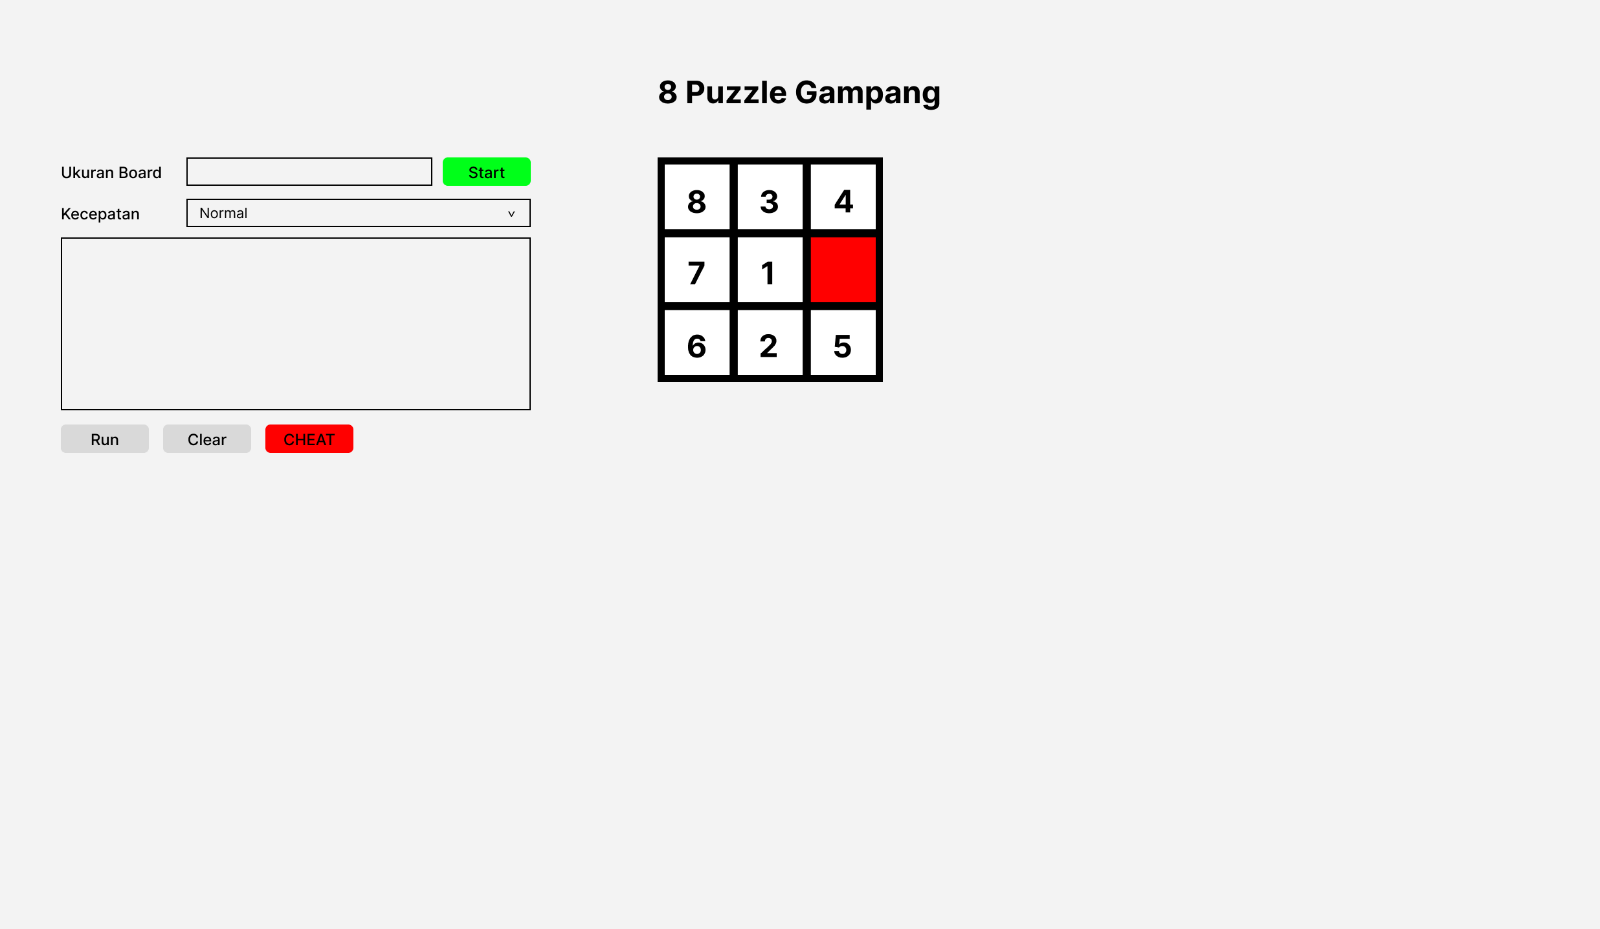 8 Puzzle Gampang
Ukuran Board
Start
Kecepatan
Normal
v
Run
Clear
CHEAT
8 3 4
7 1
6 2 5